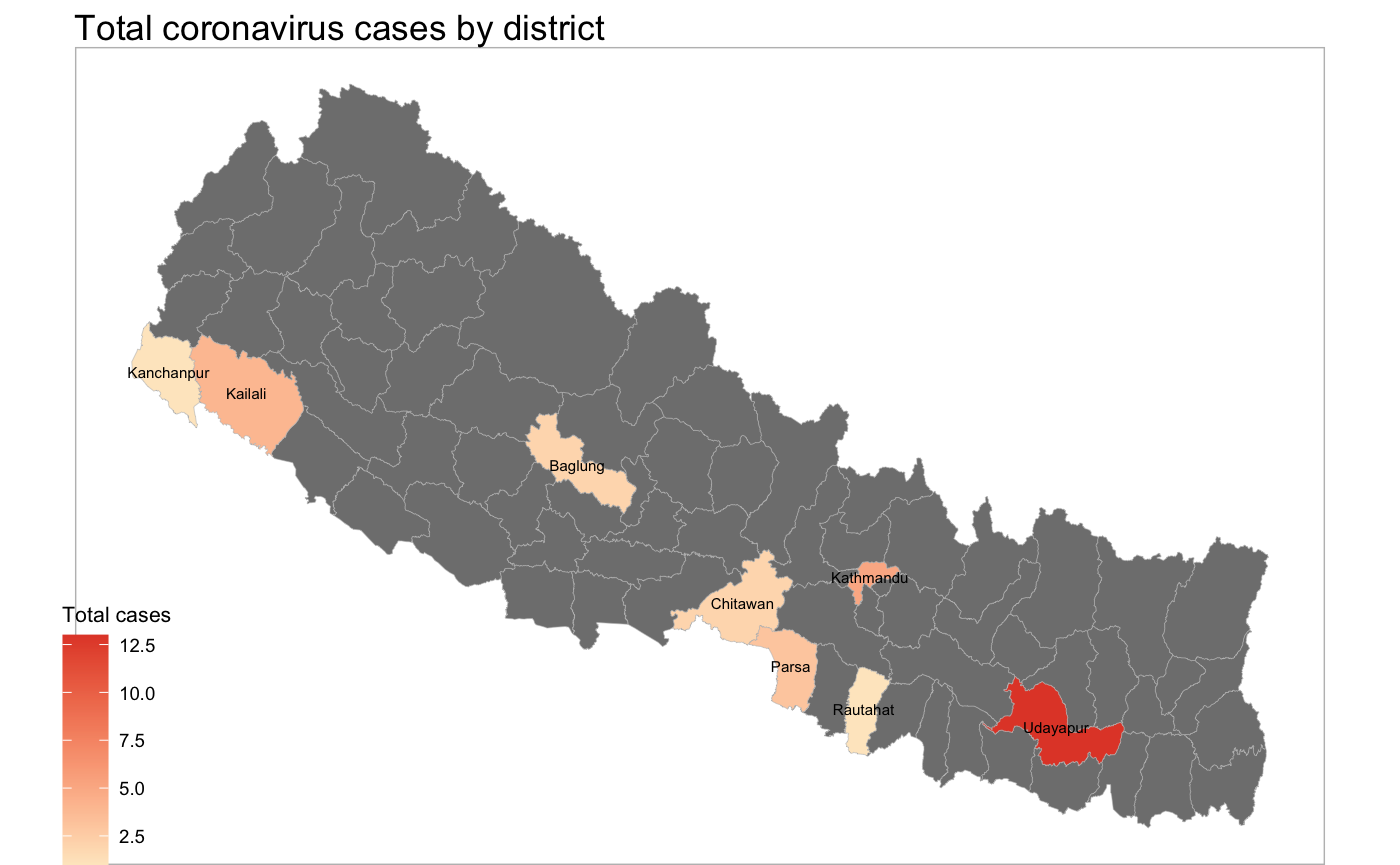 Total coronavirus cases by district
Kanchanpur
Kailali
Baglung
Kathmandu
Chitawan
Total cases
12.5
Parsa
10.0
Rautahat
Udayapur
7.5
5.0
2.5